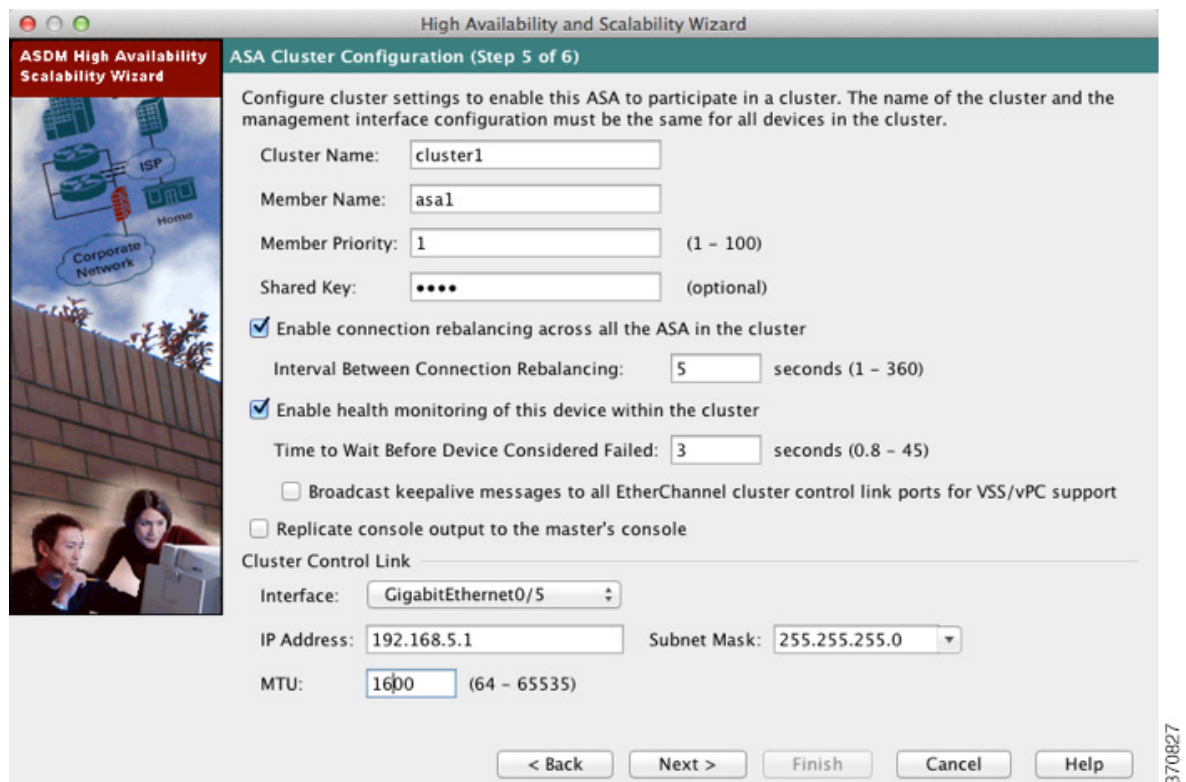 High Availability and Scalability Wizard
ASDM High Availability
Scalability Wizard
ISP
Home
Corporate
Network
ASA Cluster Configuration (Step 5 of 6)
Configure cluster settings to enable this ASA to participate in a cluster. The name of the cluster and the
management interface configuration must be the same for all devices in the cluster.
Cluster Name: cluster1
Member Name: asa1
Member Priority: 1 (1 - 100)
Shared Key: •••• (optional)
Enable connection rebalancing across all the ASA in the cluster
Interval Between Connection Rebalancing: 5 seconds (1 - 360)
Enable health monitoring of this device within the cluster
Time to Wait Before Device Considered Failed: 3 seconds (0.8 - 45)
Broadcast keepalive messages to all EtherChannel cluster control link ports for VSS/vPC support
Replicate console output to the master's console
Cluster Control Link
Interface: GigabitEthernet0/5
IP Address: 192.168.5.1 Subnet Mask: 255.255.255.0
MTU: 1600 (64 - 65535)
< Back Next > Finish Cancel Help
370827